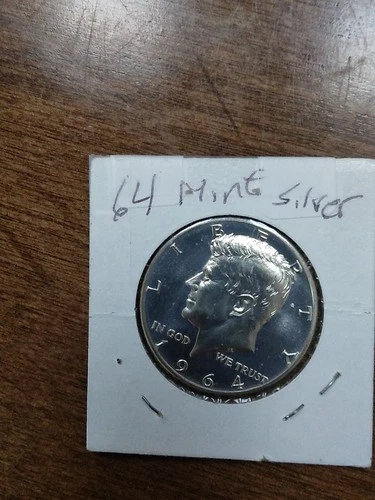 64 Mint Silver
LIBERTY
IN GOD WE TRUST
1964